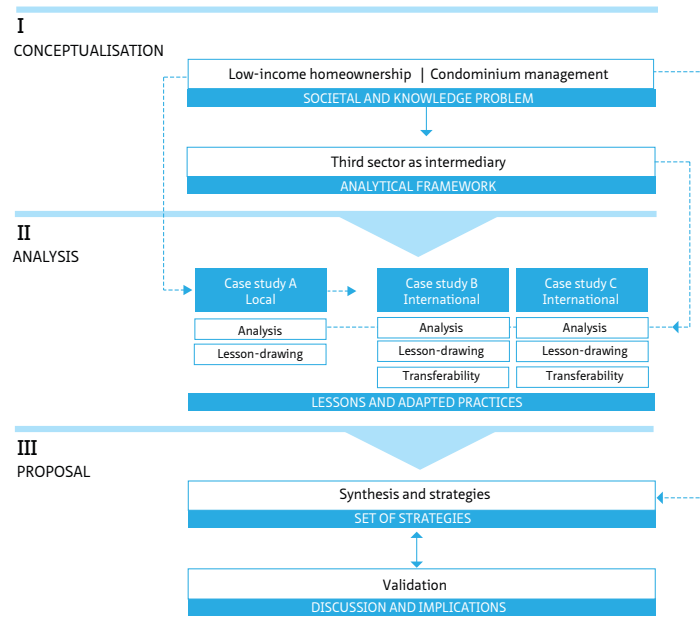 I
CONCEPTUALISATION
Low-income homeownership | Condominium management
SOCIETAL AND KNOWLEDGE PROBLEM
Third sector as intermediary
ANALYTICAL FRAMEWORK
II
ANALYSIS
Case study A
Local
Analysis
Lesson-drawing
Case study B
International
Analysis
Lesson-drawing
Transferability
Case study C
International
Analysis
Lesson-drawing
Transferability
LESSONS AND ADAPTED PRACTICES
III
PROPOSAL
Synthesis and strategies
SET OF STRATEGIES
Validation
DISCUSSION AND IMPLICATIONS